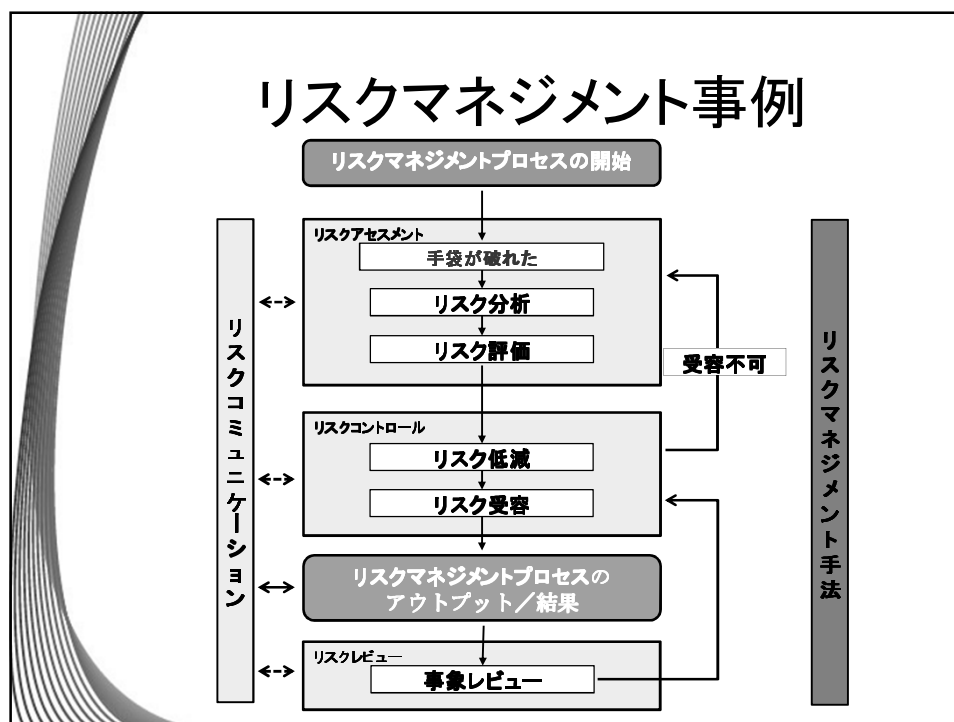 リスクマネジメント事例
リスクマネジメントプロセスの開始
リスクアセスメント
手袋が破れた
リスク分析
リスク評価
受容不可
リスクコントロール
リスク低減
リスク受容
リスクマネジメントプロセスの
アウトプット／結果
リスクレビュー
事象レビュー
リスクコミュニケーション
リスクマネジメント手法